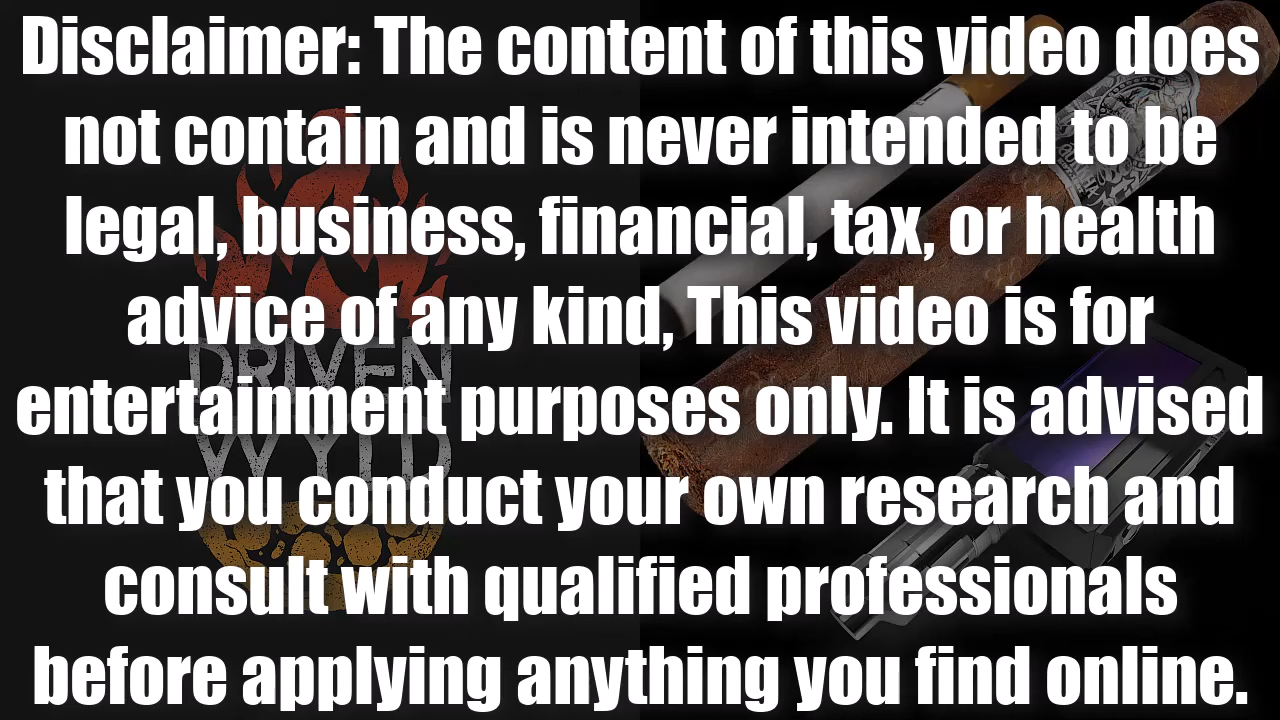 Disclaimer: The content of this video does
not contain and is never intended to be
legal, business, financial, tax, or health
advice of any kind, This video is for
entertainment purposes only. It is advised
that you conduct your own research and
consult with qualified professionals
before applying anything you find online.
DRIVEN
WYLD